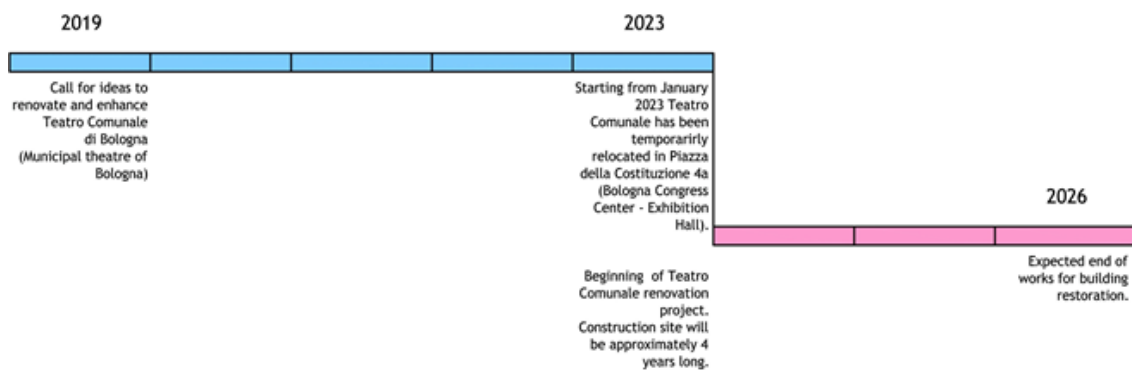 2019
Call for ideas to
renovate and enhance
Teatro Comunale
di Bologna
(Municipal theatre of
Bologna)
2023
Starting from January
2023 Teatro
Comunale has been
temporarirly
relocated in Piazza
della Costituzione 4a
(Bologna Congress
Center - Exhibition
Hall).
Beginning of Teatro
Comunale renovation
project.
Construction site will
be approximately 4
years long.
2026
Expected end of
works for building
restoration.